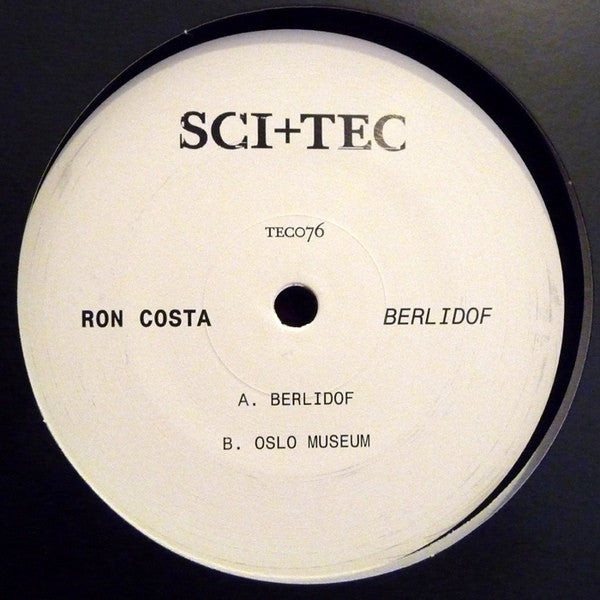 SCI+TEC
TEC076
RON COSTA BERLIDOF
A. BERLIDOF
B. OSLO MUSEUM